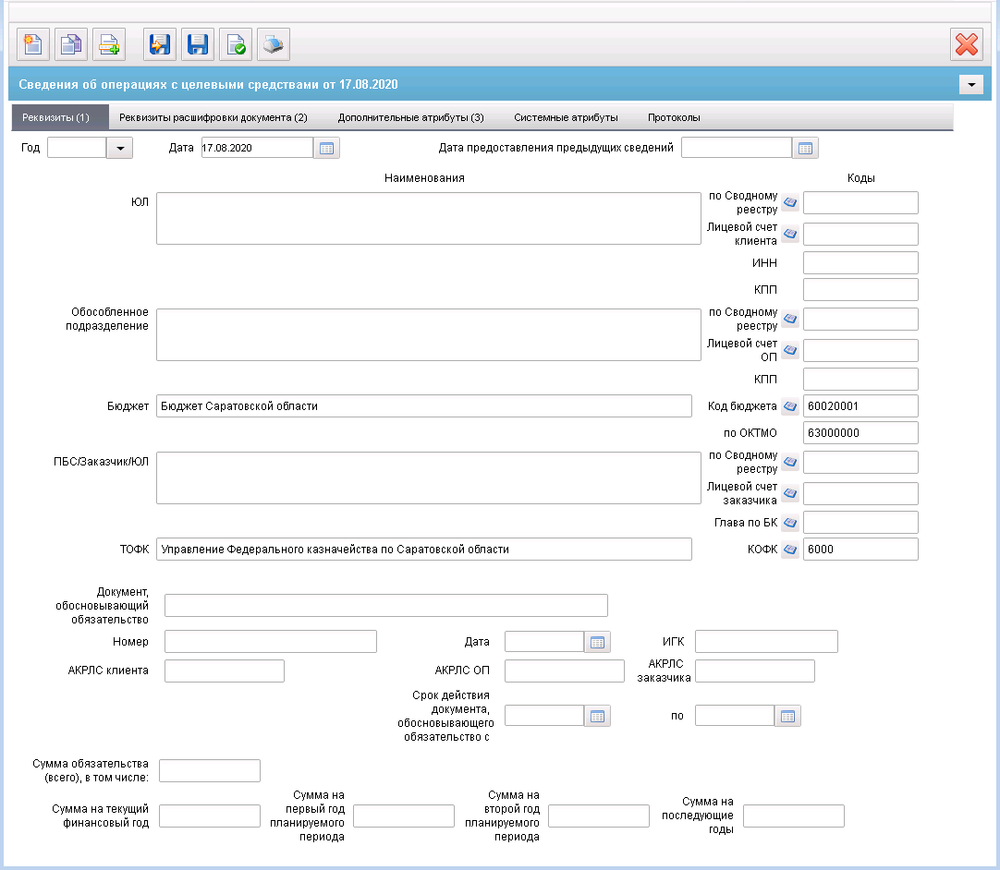 Сведения об операциях с целевыми средствами от 17.08.2020
Реквизиты (1) Реквизиты расшифровки документа (2) Дополнительные атрибуты (3) Системные атрибуты Протоколы
Год Дата 17.08.2020 Дата предоставления предыдущих сведений
Наименования Коды
ЮЛ
по Сводному
реестру
Лицевой счет
клиента
ИНН
КПП
Обособленное
подразделение
по Сводному
реестру
Лицевой счет
ОП
КПП
Бюджет Бюджет Саратовской области Код бюджета 60020001
по ОКТМО 63000000
ПБС/Заказчик/ЮЛ
по Сводному
реестру
Лицевой счет
заказчика
Глава по БК
ТОФК Управление Федерального казначейства по Саратовской области КОФК 6000
Документ,
обосновывающий
обязательство
Номер Дата ИГК
АКРЛС клиента АКРЛС ОП
АКРЛС
заказчика
Срок действия
документа,
обосновывающего
обязательство с
по
Сумма обязательства
(всего), в том числе:
Сумма на текущий
финансовый год
Сумма на
первый год
планируемого
периода
Сумма на
второй год
планируемого
периода
Сумма на
последующие
годы